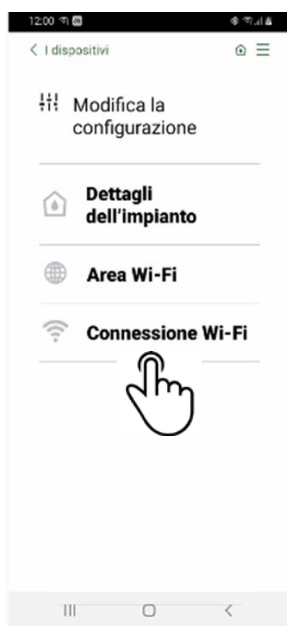 12:00
< I dispositivi
Modifica la
configurazione
Dettagli
dell'impianto
Area Wi-Fi
Connessione Wi-Fi